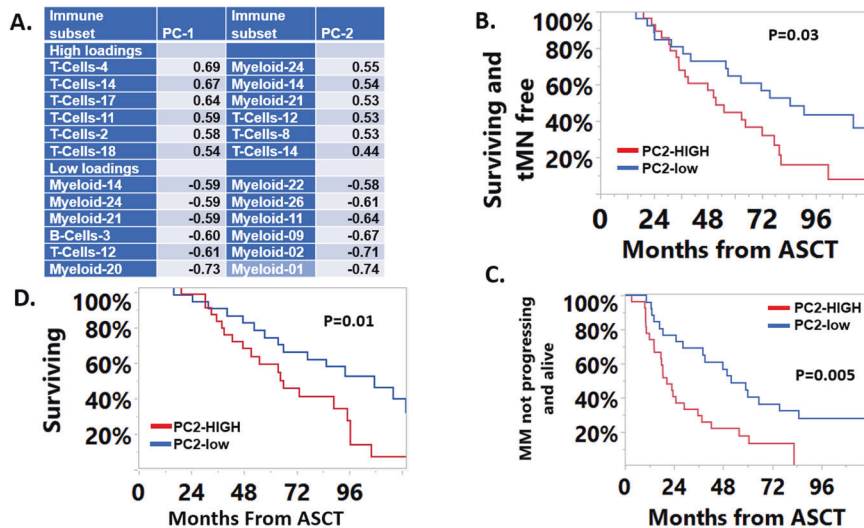 A.
Immune subset PC-1 Immune subset PC-2
High loadings
T-Cells-4 0.69 Myeloid-24 0.55
T-Cells-14 0.67 Myeloid-14 0.54
T-Cells-17 0.64 Myeloid-21 0.53
T-Cells-11 0.59 T-Cells-12 0.53
T-Cells-2 0.58 T-Cells-8 0.53
T-Cells-18 0.54 T-Cells-14 0.44
Low loadings
Myeloid-14 -0.59 Myeloid-22 -0.58
Myeloid-24 -0.59 Myeloid-26 -0.61
Myeloid-21 -0.59 Myeloid-11 -0.64
B-Cells-3 -0.60 Myeloid-09 -0.67
T-Cells-12 -0.61 Myeloid-02 -0.71
Myeloid-20 -0.73 Myeloid-01 -0.74
B.
Surviving and
tMN free
100%
80%
60%
40%
20%
P=0.03
PC2-HIGH
PC2-low
0 24 48 72 96
Months from ASCT
C.
MM not progressing
and alive
100%
80%
60%
40%
20%
PC2-HIGH
PC2-low
P=0.005
0 24 48 72 96
Months from ASCT
D.
Surviving
100%
80%
60%
40%
20%
P=0.01
PC2-HIGH
PC2-low
0 24 48 72 96
Months From ASCT